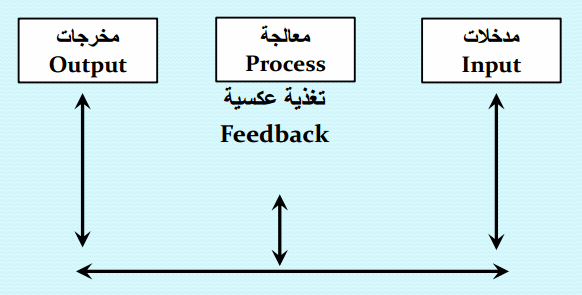 مدخلات
Input
معالجة
Process
مخرجات
Output
تغذية عكسية
Feedback